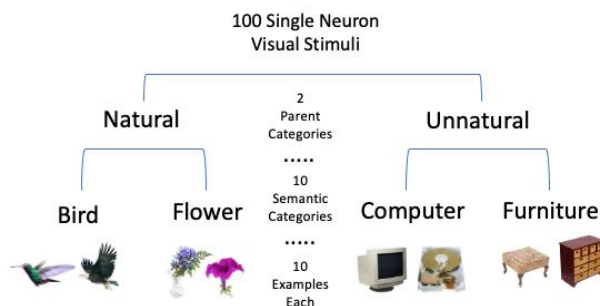 100 Single Neuron
Visual Stimuli
Natural
2
Parent
Categories
.....
Unnatural
Bird
Flower
10
Semantic
Categories
.....
Computer
Furniture
10
Examples
Each